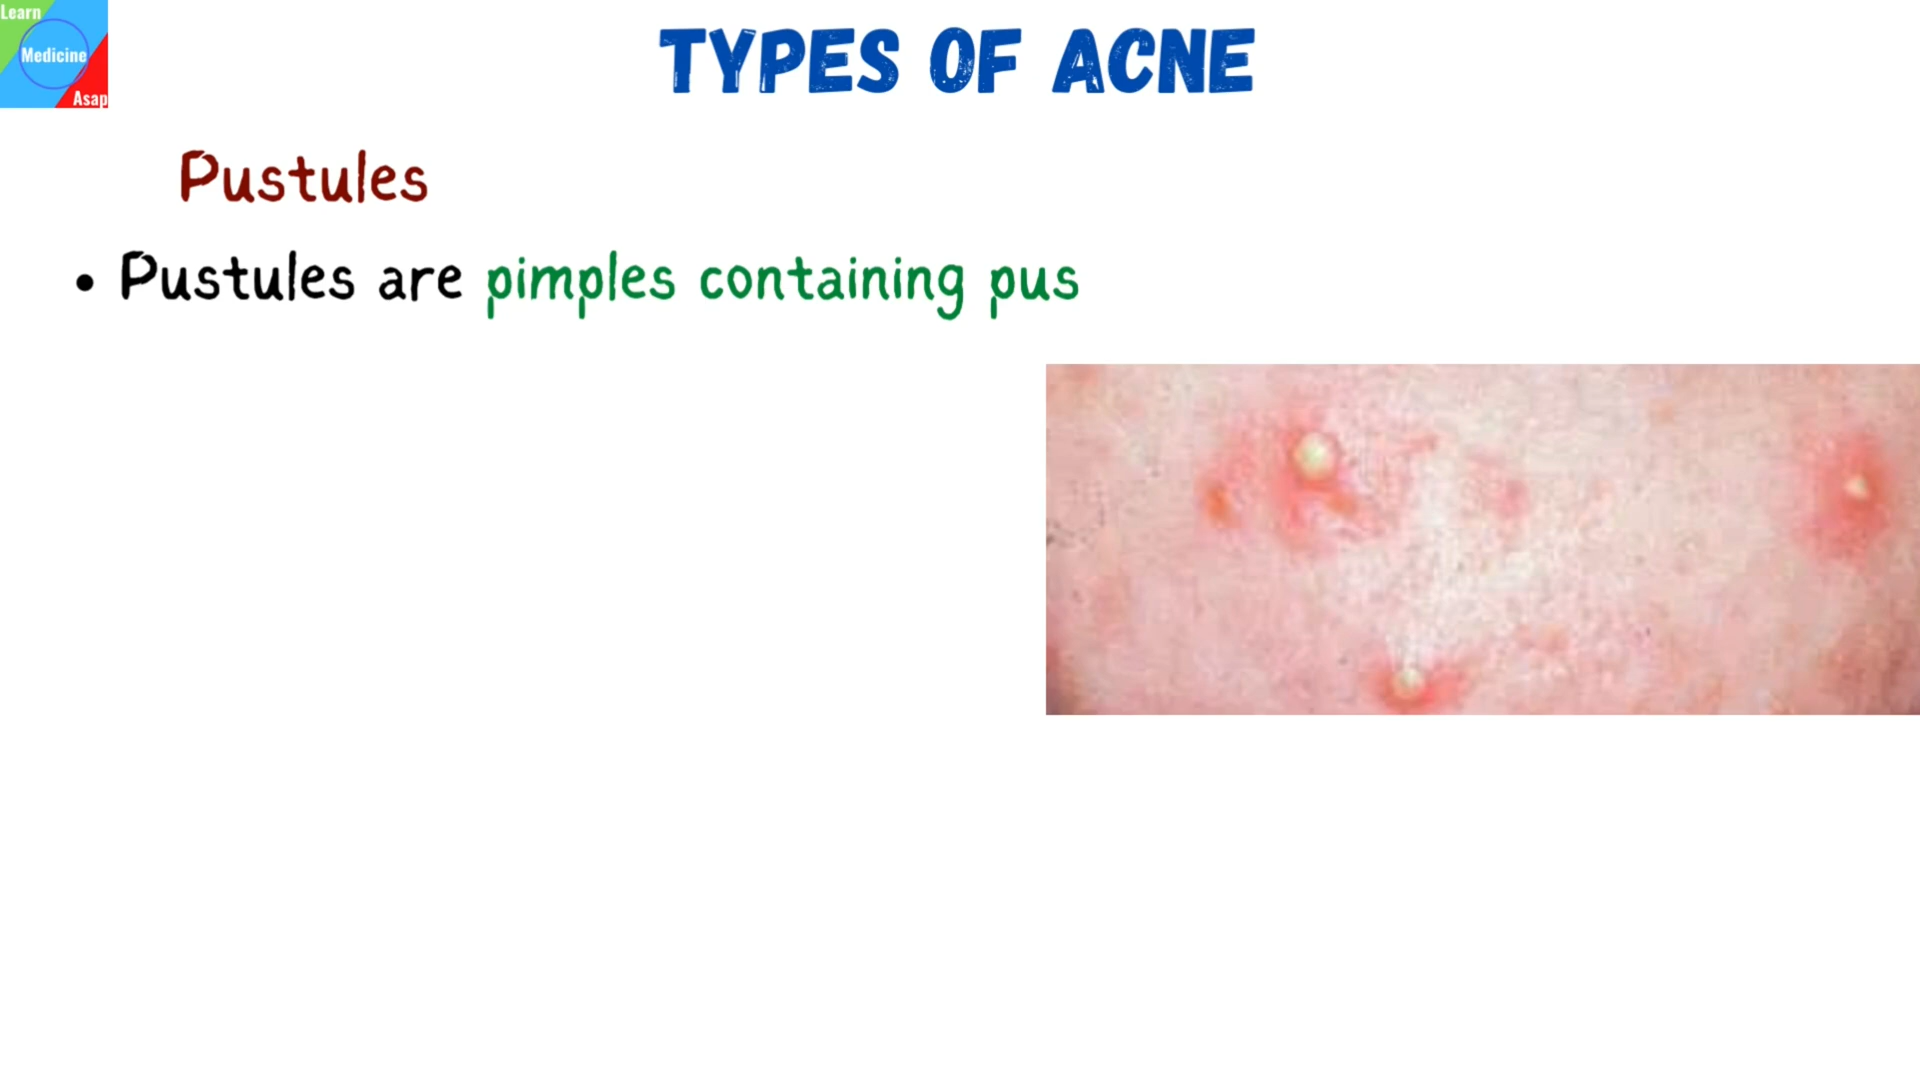 Learn
Medicine
Asap
TYPES OF ACNE
Pustules
• Pustules are pimples containing pus